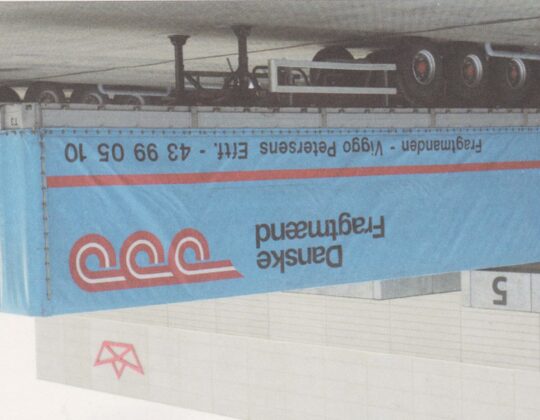 5
Danske
Fragtmænd
Fragtmanden - Viggo Petersens Eftf. - 43 99 05 10